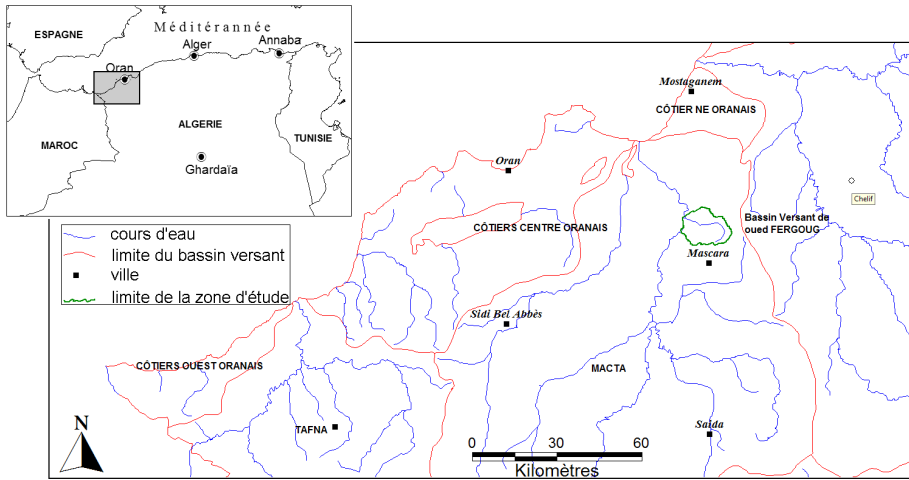 Méditérannée
ESPAGNE
Alger
Annaba
Oran
ALGERIE
MAROC
TUNISIE
Ghardaïa
cours d'eau
limite du bassin versant
ville
limite de la zone d'étude
Mostaganem
CÔTIER NE ORANAIS
Oran
Chelif
CÔTIERS CENTRE ORANAIS
Bassin Versant de
oued FERGOUG
Mascara
Sidi Bel Abbès
CÔTIERS OUEST ORANAIS
MACTA
TAFNA
Saida
N
0 30 60
Kilomètres